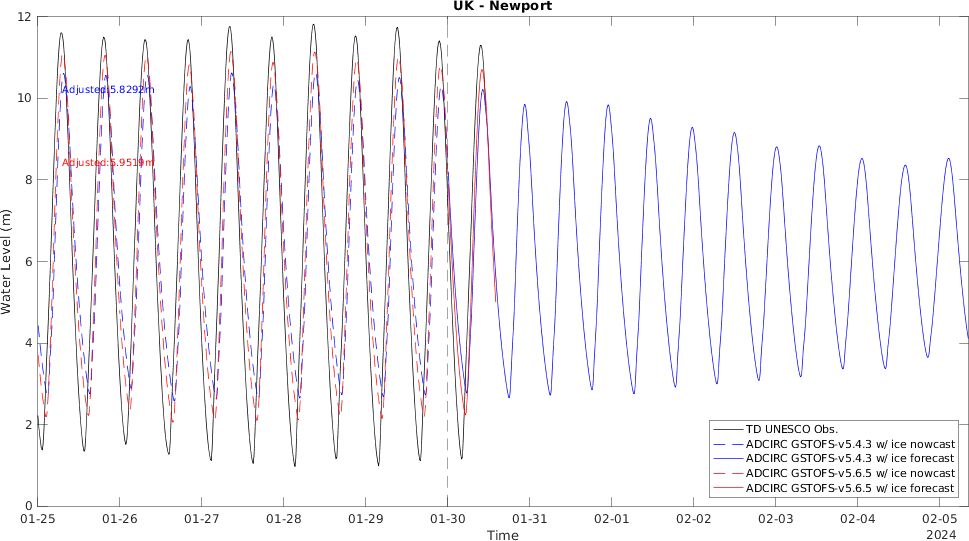 UK - Newport
12
10
8
6
4
2
0
Water Level (m)
Adjusted:5.8292m
Adjusted:5.9519m
TD UNESCO Obs.
ADCIRC GSTOFS-v5.4.3 w/ ice nowcast
ADCIRC GSTOFS-v5.4.3 w/ ice forecast
ADCIRC GSTOFS-v5.6.5 w/ ice nowcast
ADCIRC GSTOFS-v5.6.5 w/ ice forecast
01-25 01-26 01-27 01-28 01-29 01-30 01-31 02-01 02-02 02-03 02-04 02-05
Time
2024